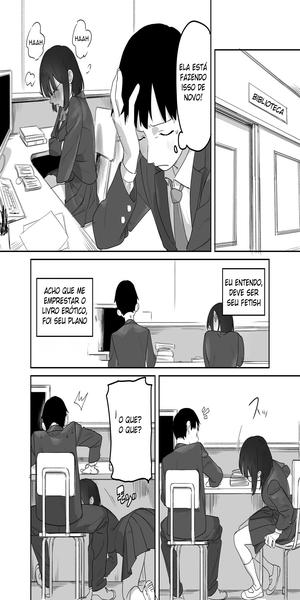 ELA ESTÁ
FAZENDO
ISSO DE
NOVO!
HAAH
HAAH
BIBLIOTECA
EU ENTENDO,
DEVE SER
SEU FETISH
ACHO QUE ME
EMPRESTAR O
LIVRO ERÓTICO,
FOI SEU PLANO
O QUE?
O QUE?